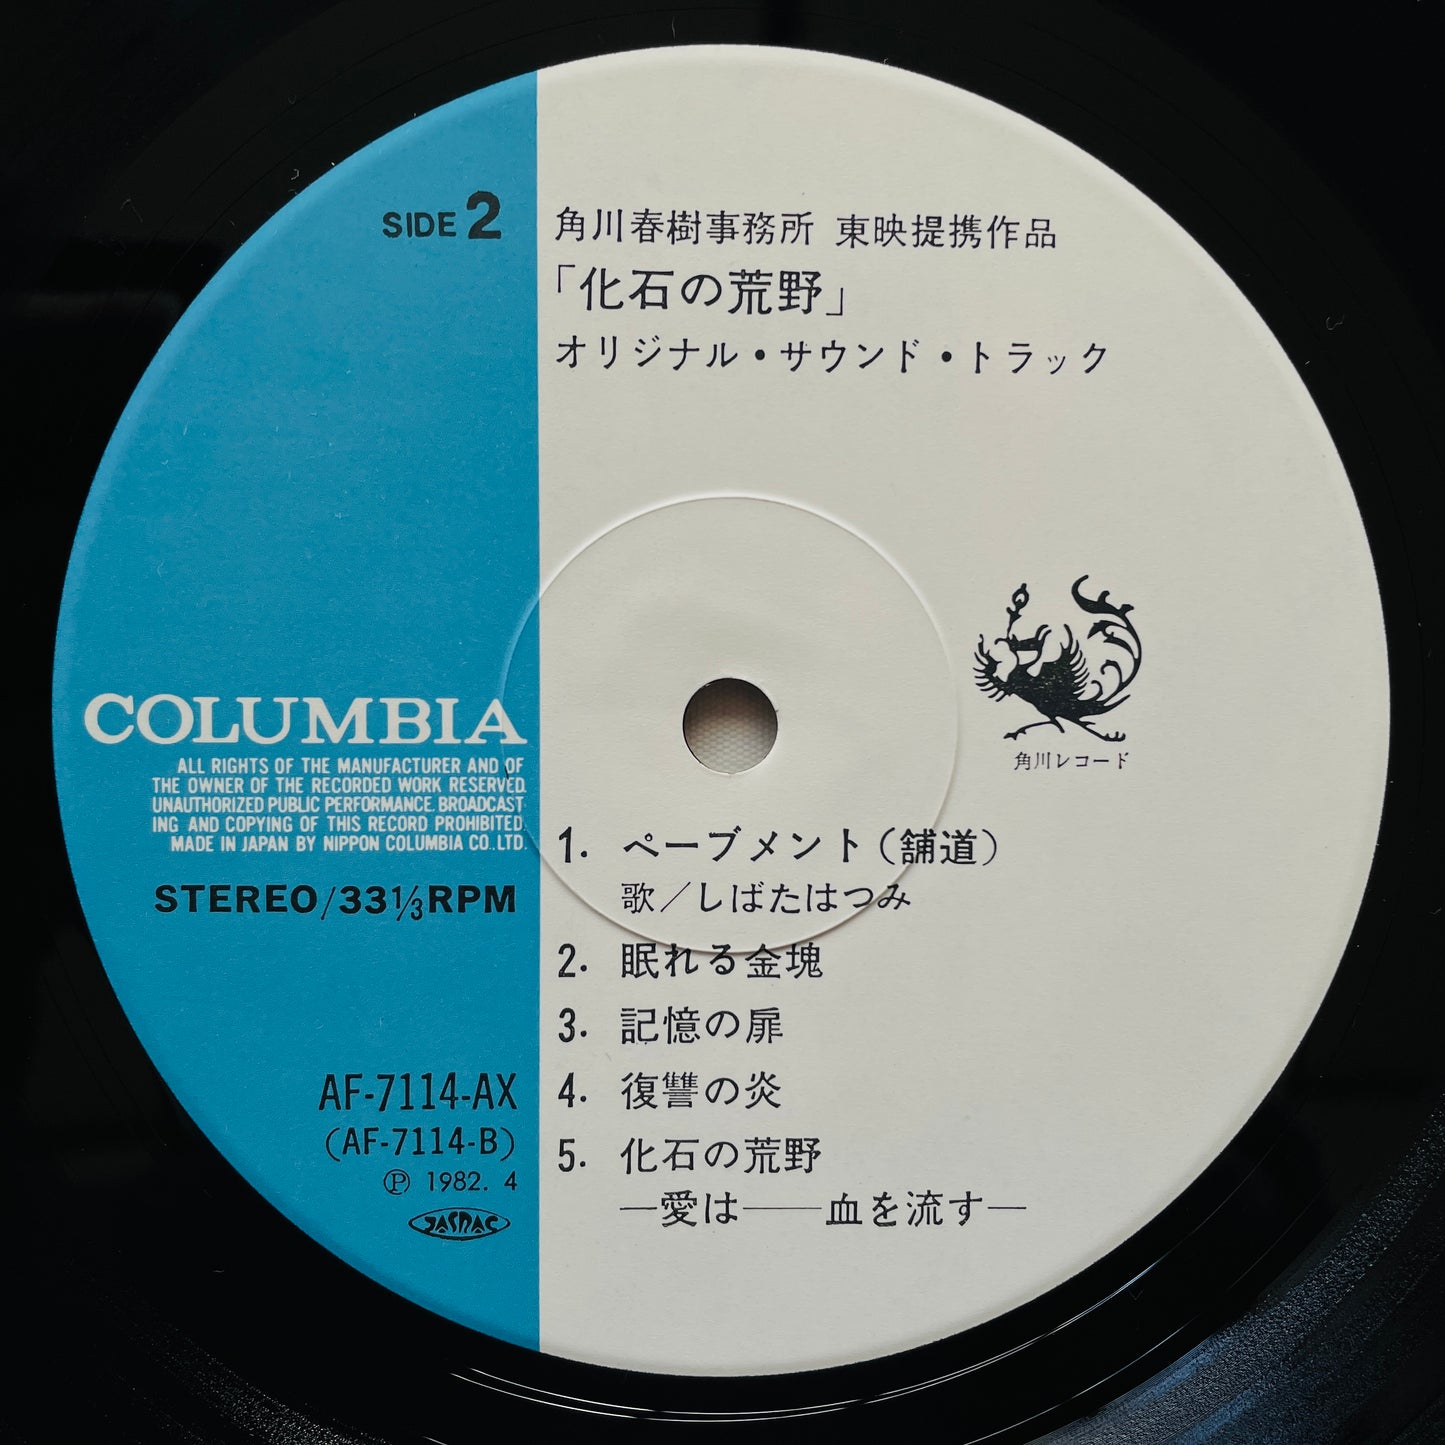 SIDE 2
角川春樹事務所 東映提携作品
「化石の荒野」
オリジナル・サウンド・トラック
角川レコード
COLUMBIA
ALL RIGHTS OF THE MANUFACTURER AND OF
THE OWNER OF THE RECORDED WORK RESERVED.
UNAUTHORIZED PUBLIC PERFORMANCE. BROADCAST
ING AND COPYING OF THIS RECORD PROHIBITED
MADE IN JAPAN BY NIPPON COLUMBIA CO.,LTD.
STEREO/33 1/3 RPM
1. ペーブメント(舗道)
歌/しばたはつみ
2. 眠れる金塊
3. 記憶の扉
4. 復讐の炎
5. 化石の荒野
—愛は——血を流す—
AF-7114-AX
(AF-7114-B)
Ⓟ 1982. 4
JASRAC